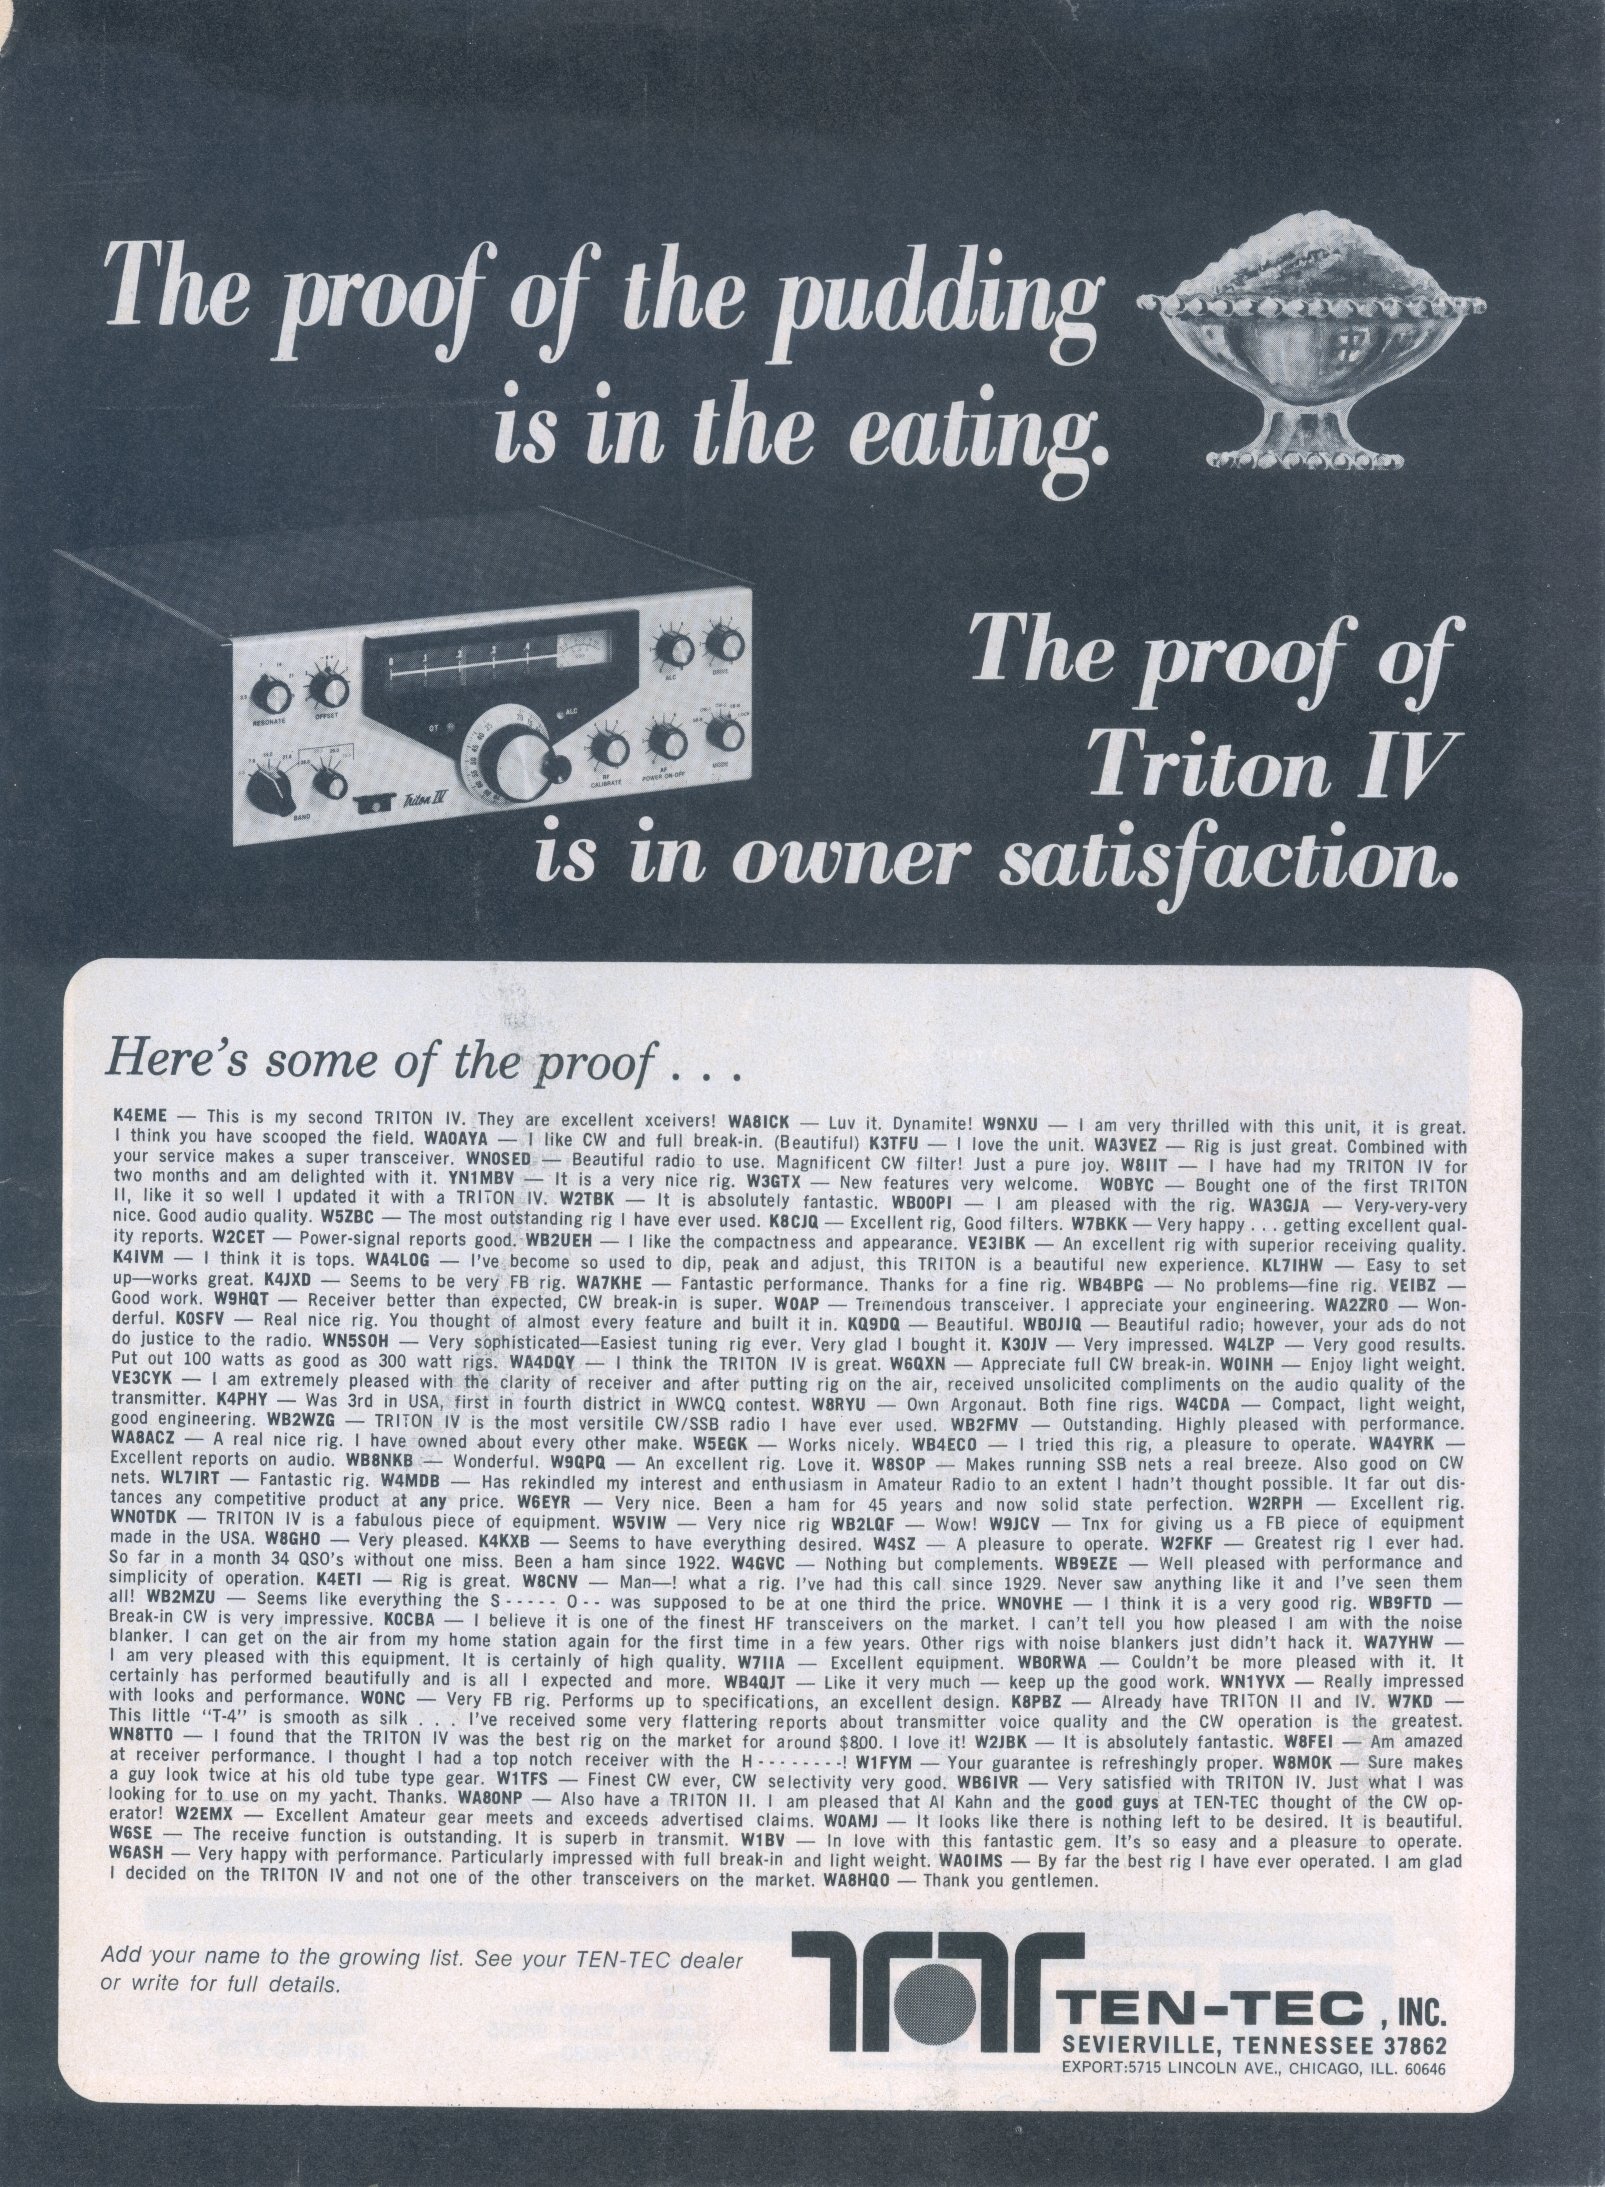 The proof of the pudding
is in the eating.
The proof of
Triton IV
is in owner satisfaction.
RESONATE
OFFSET
OT
ALC
ALC
DRIVE
RF
CALIBRATE
AF
POWER ON-OFF
MODE
BAND
Triton IV
Here's some of the proof . . .
K4EME — This is my second TRITON IV. They are excellent xceivers! WA8ICK — Luv it. Dynamite! W9NXU — I am very thrilled with this unit, it is great.
I think you have scooped the field. WA0AYA — I like CW and full break-in. (Beautiful) K3TFU — I love the unit. WA3VEZ — Rig is just great. Combined with
your service makes a super transceiver. WN0SED — Beautiful radio to use. Magnificent CW filter! Just a pure joy. W8IIT — I have had my TRITON IV for
two months and am delighted with it. YN1MBV — It is a very nice rig. W3GTX — New features very welcome. W0BYC — Bought one of the first TRITON
II, like it so well I updated it with a TRITON IV. W2TBK — It is absolutely fantastic. WB0OPI — I am pleased with the rig. WA3GJA — Very-very-very
nice. Good audio quality. W5ZBC — The most outstanding rig I have ever used. K8CJQ — Excellent rig, Good filters. W7BKK — Very happy . . . getting excellent qual-
ity reports. W2CET — Power-signal reports good. WB2UEH — I like the compactness and appearance. VE3IBK — An excellent rig with superior receiving quality.
K4IVM — I think it is tops. WA4LOG — I've become so used to dip, peak and adjust, this TRITON is a beautiful new experience. KL7IHW — Easy to set
up—works great. K4JXD — Seems to be very FB rig. WA7KHE — Fantastic performance. Thanks for a fine rig. WB4BPG — No problems—fine rig. VEIBZ —
Good work. W9HQT — Receiver better than expected, CW break-in is super. W0AP — Tremendous transceiver. I appreciate your engineering. WA2ZRO — Won-
derful. K0SFV — Real nice rig. You thought of almost every feature and built it in. KQ9DQ — Beautiful. WB0JIQ — Beautiful radio; however, your ads do not
do justice to the radio. WN5SOH — Very sophisticated—Easiest tuning rig ever. Very glad I bought it. K3OJV — Very impressed. W4LZP — Very good results.
Put out 100 watts as good as 300 watt rigs. WA4DQY — I think the TRITON IV is great. W6QXN — Appreciate full CW break-in. W0INH — Enjoy light weight.
VE3CYK — I am extremely pleased with the clarity of receiver and after putting rig on the air, received unsolicited compliments on the audio quality of the
transmitter. K4PHY — Was 3rd in USA, first in fourth district in WWCQ contest. W8RYU — Own Argonaut. Both fine rigs. W4CDA — Compact, light weight,
good engineering. WB2WZG — TRITON IV is the most versitile CW/SSB radio I have ever used. WB2FMV — Outstanding. Highly pleased with performance.
WA8ACZ — A real nice rig. I have owned about every other make. W5EGK — Works nicely. WB4ECO — I tried this rig, a pleasure to operate. WA4YRK —
Excellent reports on audio. WB8NKB — Wonderful. W9QPQ — An excellent rig. Love it. W8SOP — Makes running SSB nets a real breeze. Also good on CW
nets. WL7IRT — Fantastic rig. W4MDB — Has rekindled my interest and enthusiasm in Amateur Radio to an extent I hadn't thought possible. It far out dis-
tances any competitive product at any price. W6EYR — Very nice. Been a ham for 45 years and now solid state perfection. W2RPH — Excellent rig.
WN0TDK — TRITON IV is a fabulous piece of equipment. W5VIW — Very nice rig WB2LQF — Wow! W9JCV — Tnx for giving us a FB piece of equipment
made in the USA. W8GHO — Very pleased. K4KXB — Seems to have everything desired. W4SZ — A pleasure to operate. W2FKF — Greatest rig I ever had.
So far in a month 34 QSO's without one miss. Been a ham since 1922. W4GVC — Nothing but complements. WB9EZE — Well pleased with performance and
simplicity of operation. K4ETI — Rig is great. W8CNV — Man—! what a rig. I've had this call since 1929. Never saw anything like it and I've seen them
all! WB2MZU — Seems like everything the S - - - - - O - - was supposed to be at one third the price. WN0VHE — I think it is a very good rig. WB9FTD —
Break-in CW is very impressive. K0CBA — I believe it is one of the finest HF transceivers on the market. I can't tell you how pleased I am with the noise
blanker. I can get on the air from my home station again for the first time in a few years. Other rigs with noise blankers just didn't hack it. WA7YHW —
I am very pleased with this equipment. It is certainly of high quality. W7IIA — Excellent equipment. WB0RWA — Couldn't be more pleased with it. It
certainly has performed beautifully and is all I expected and more. WB4QJT — Like it very much — keep up the good work. WN1YVX — Really impressed
with looks and performance. W0NC — Very FB rig. Performs up to specifications, an excellent design. K8PBZ — Already have TRITON II and IV. W7KD —
This little "T-4" is smooth as silk . . . I've received some very flattering reports about transmitter voice quality and the CW operation is the greatest.
WN8TTO — I found that the TRITON IV was the best rig on the market for around $800. I love it! W2JBK — It is absolutely fantastic. W8FEI — Am amazed
at receiver performance. I thought I had a top notch receiver with the H - - - - - - - -! W1FYM — Your guarantee is refreshingly proper. W8MOK — Sure makes
a guy look twice at his old tube type gear. W1TFS — Finest CW ever, CW selectivity very good. WB6IVR — Very satisfied with TRITON IV. Just what I was
looking for to use on my yacht. Thanks. WA8ONP — Also have a TRITON II. I am pleased that Al Kahn and the good guys at TEN-TEC thought of the CW op-
erator! W2EMX — Excellent Amateur gear meets and exceeds advertised claims. W0AMJ — It looks like there is nothing left to be desired. It is beautiful.
W6SE — The receive function is outstanding. It is superb in transmit. W1BV — In love with this fantastic gem. It's so easy and a pleasure to operate.
W6ASH — Very happy with performance. Particularly impressed with full break-in and light weight. WA0IMS — By far the best rig I have ever operated. I am glad
I decided on the TRITON IV and not one of the other transceivers on the market. WA8HQO — Thank you gentlemen.
Add your name to the growing list. See your TEN-TEC dealer
or write for full details.
TEN-TEC, INC.
SEVIERVILLE, TENNESSEE 37862
EXPORT:5715 LINCOLN AVE., CHICAGO, ILL. 60646